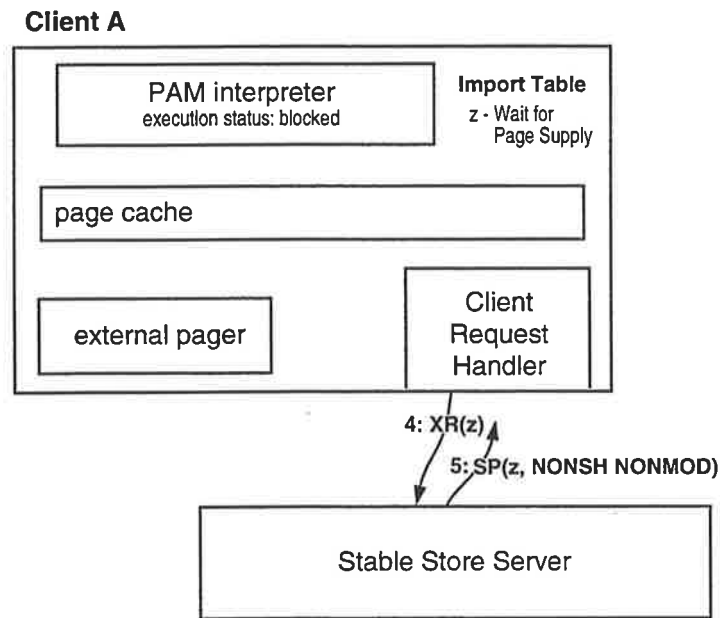 Client A
PAM interpreter
execution status: blocked
Import Table
z - Wait for
Page Supply
page cache
external pager
Client
Request
Handler
4: XR(z)
5: SP(z, NONSH NONMOD)
Stable Store Server